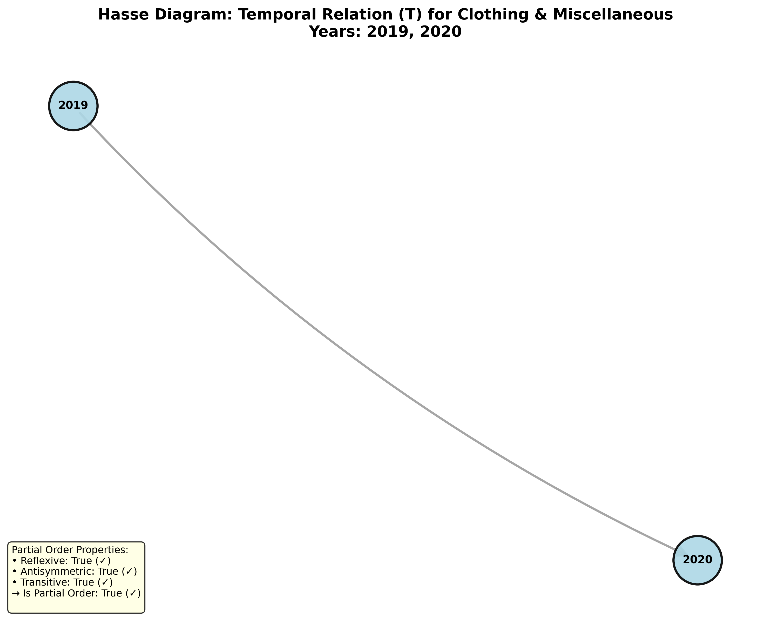 Hasse Diagram: Temporal Relation (T) for Clothing & Miscellaneous
Years: 2019, 2020
2019
2020
Partial Order Properties:
• Reflexive: True (✓)
• Antisymmetric: True (✓)
• Transitive: True (✓)
→ Is Partial Order: True (✓)